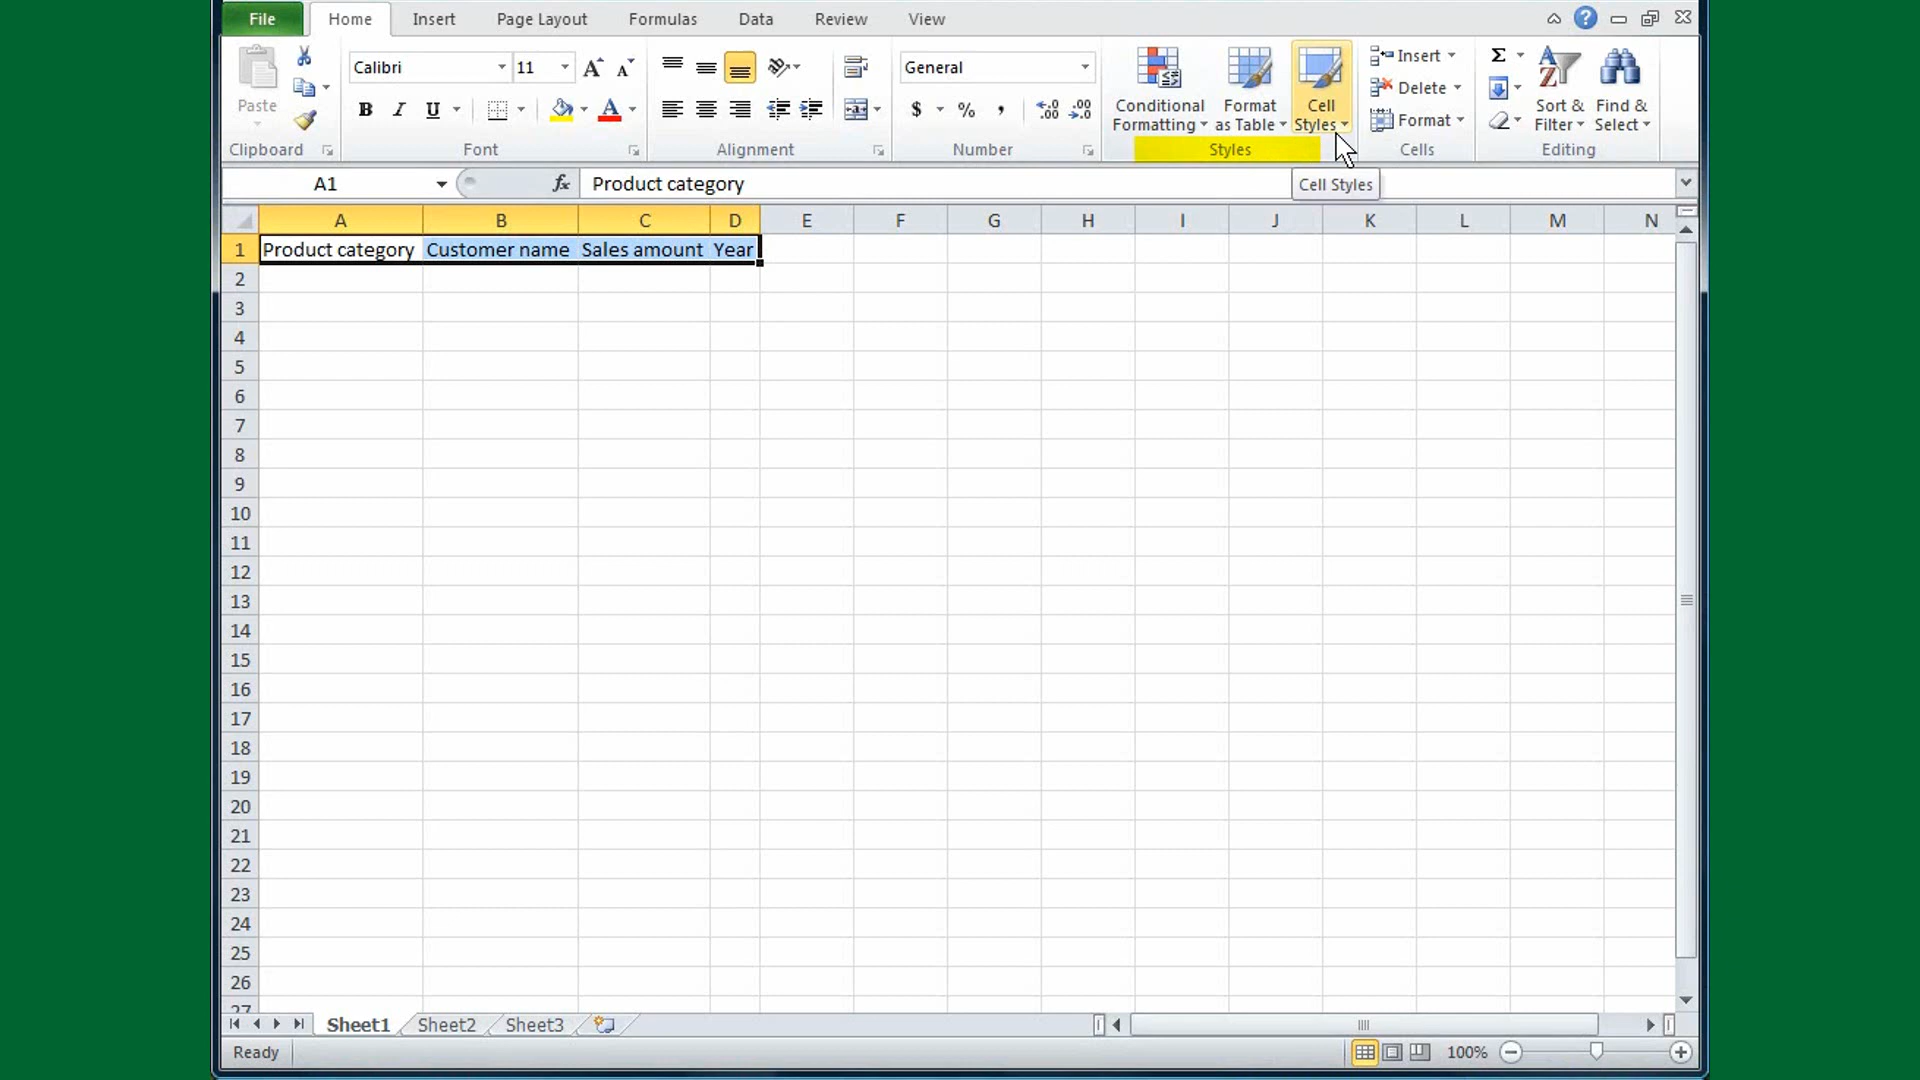 File Home Insert Page Layout Formulas Data Review View
Calibri 11 General Insert
Delete
Paste Conditional Formatting Format as Table Cell Styles Format Sort & Filter Find & Select
Clipboard Font Alignment Number Styles Cells Editing
A1 fx Product category Cell Styles
A B C D E F G H I J K L M N
1 Product category Customer name Sales amount Year
2
3
4
5
6
7
8
9
10
11
12
13
14
15
16
17
18
19
20
21
22
23
24
25
26
27
Sheet1 Sheet2 Sheet3
Ready 100%